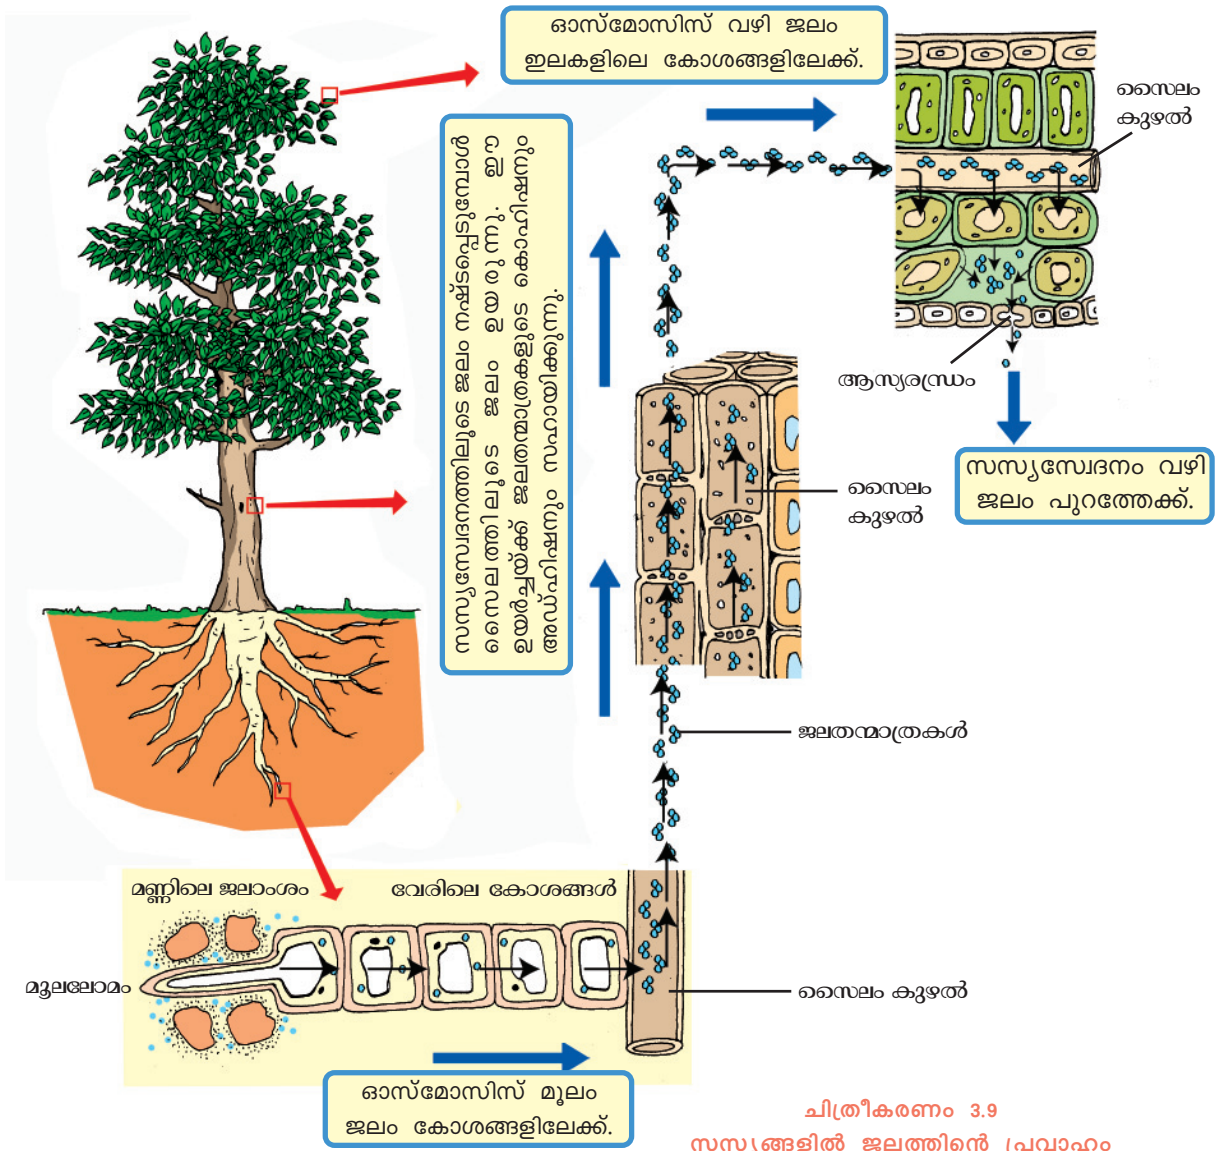 ഓസ്മോസിസ് വഴി ജലം
ഇലകളിലെ കോശങ്ങളിലേക്ക്.
സൈലം
കുഴൽ
സസ്യസ്വേദനത്തിലൂടെ ജലം നഷ്ടപ്പെടുമ്പോൾ
സൈലത്തിലൂടെ ജലം ഉയരുന്നു. ഈ
ഉയർച്ചയ്ക്ക് ജലതന്മാത്രകളുടെ കൊഹിഷനും
അഡ്ഹിഷനും സഹായിക്കുന്നു.
ആസ്യരന്ധ്രം
സസ്യസ്വേദനം വഴി
ജലം പുറത്തേക്ക്.
സൈലം
കുഴൽ
ജലതന്മാത്രകൾ
മണ്ണിലെ ജലാംശം
വേരിലെ കോശങ്ങൾ
മൂലലോമം
സൈലം കുഴൽ
ഓസ്മോസിസ് മൂലം
ജലം കോശങ്ങളിലേക്ക്.
ചിത്രീകരണം 3.9
സസ്യങ്ങളിൽ ജലത്തിന്റെ പ്രവാഹം